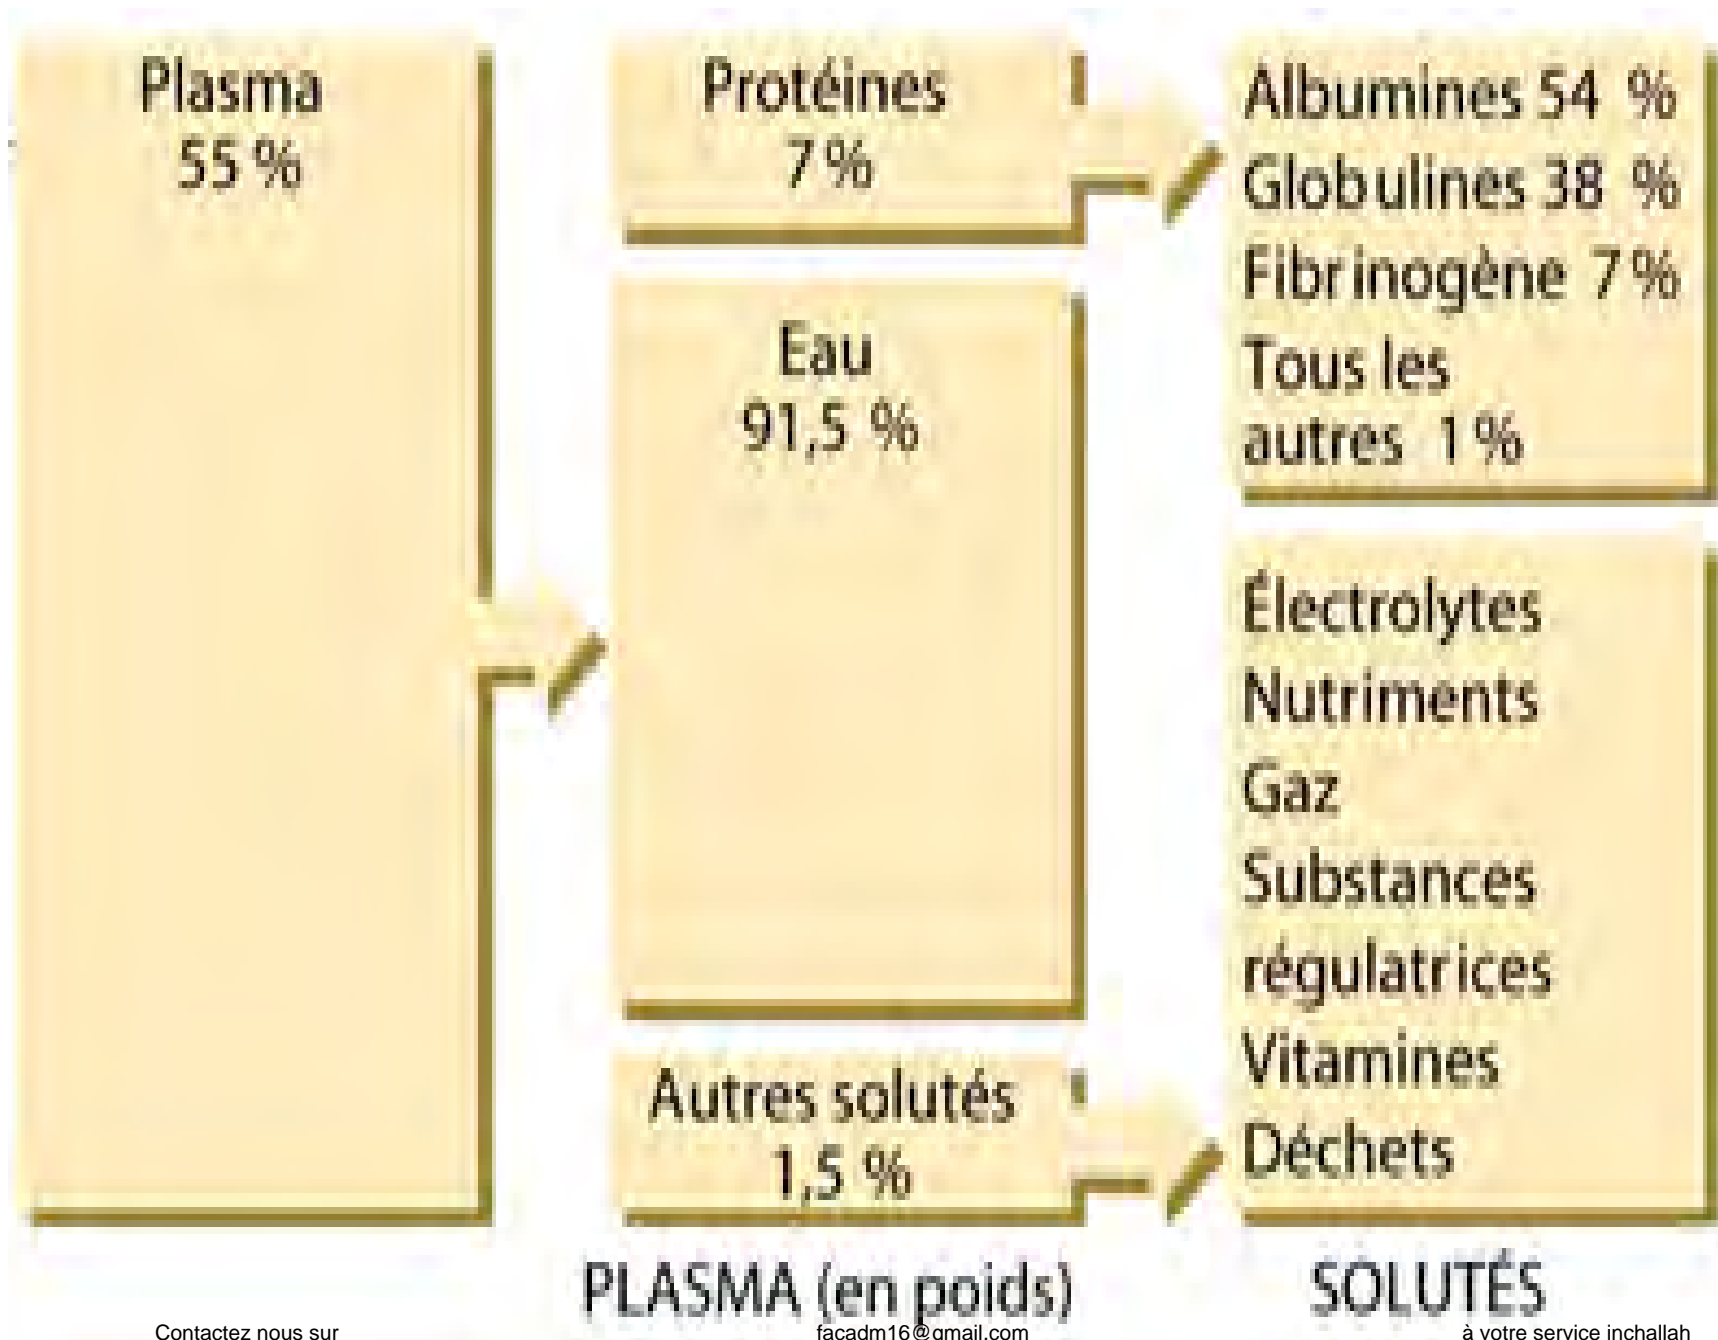 Plasma
55 %
Protéines
7 %
Eau
91,5 %
Autres solutés
1,5 %
PLASMA (en poids)
Albumines 54 %
Globulines 38 %
Fibrinogène 7 %
Tous les
autres 1 %
Électrolytes
Nutriments
Gaz
Substances
régulatrices
Vitamines
Déchets
SOLUTÉS
Contactez nous sur
facadm16@gmail.com
à votre service inchallah